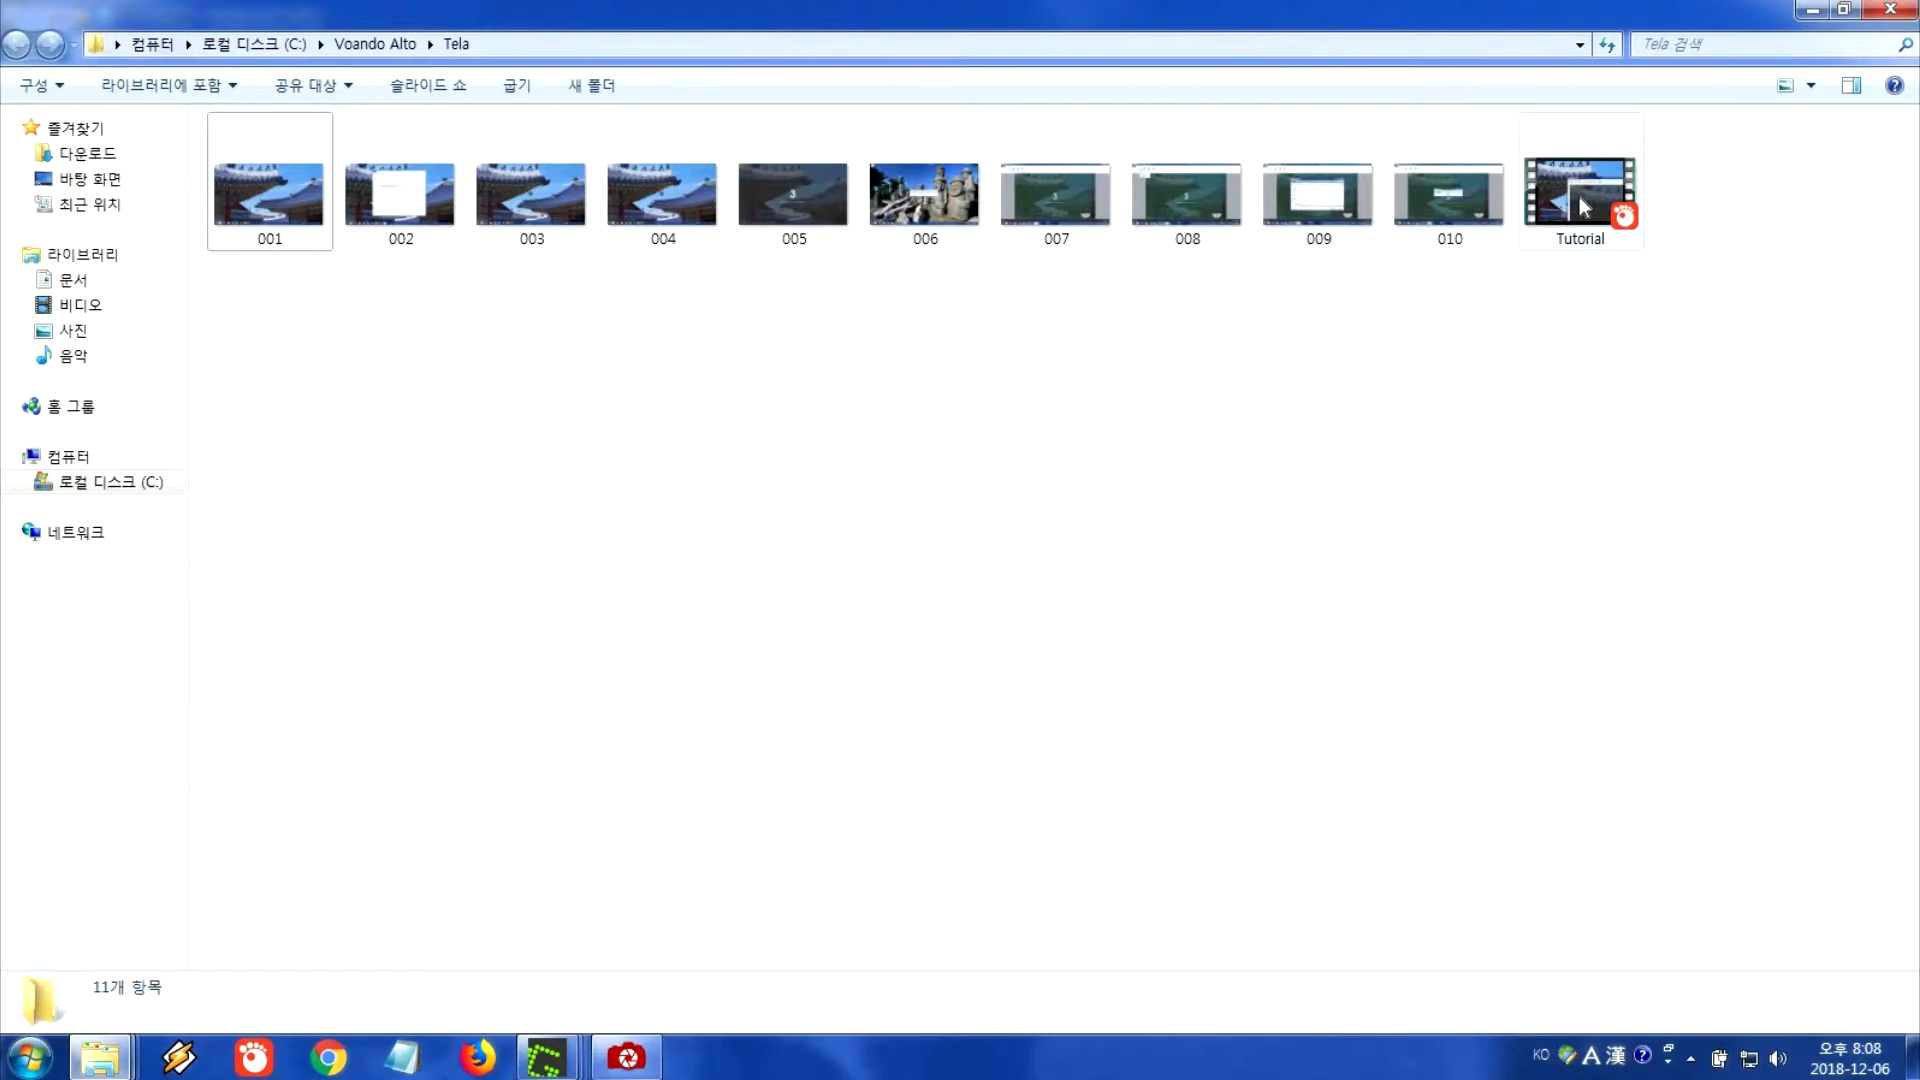 컴퓨터 로컬 디스크 (C:) Voando Alto Tela
Tela 검색
구성 라이브러리에 포함 공유 대상 슬라이드 쇼 굽기 새 폴더
즐겨찾기
다운로드
바탕 화면
최근 위치
라이브러리
문서
비디오
사진
음악
홈 그룹
컴퓨터
로컬 디스크 (C:)
네트워크
001 002 003 004 005 006 007 008 009 010 Tutorial
11개 항목
KO A 漢
오후 8:08
2018-12-06